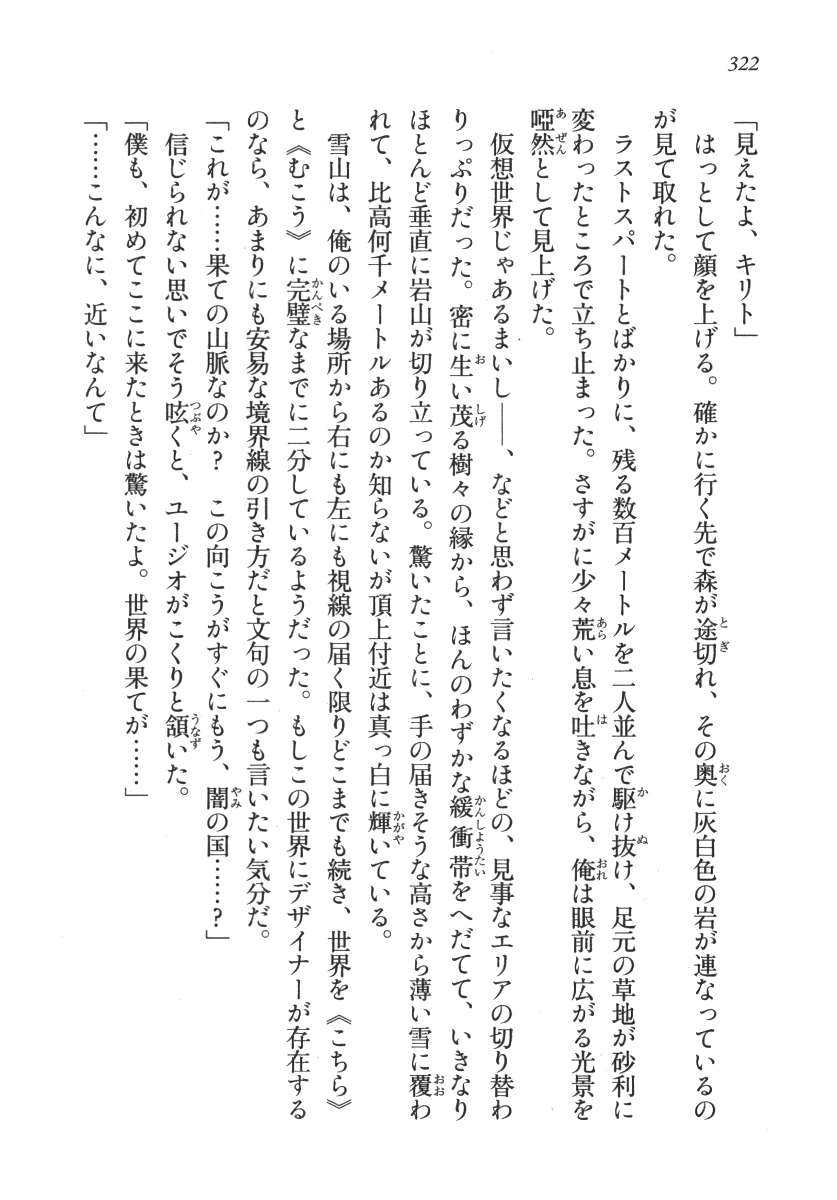 322
「見えたよ、キリト」
　はっとして顔を上げる。確かに行く先で森が途切れ、その奥に灰白色の岩が連なっているの
が見て取れた。
　ラストスパートとばかりに、残る数百メートルを二人並んで駆け抜け、足元の草地が砂利に
変わったところで立ち止まった。さすがに少々荒い息を吐きながら、俺は眼前に広がる光景を
啞然として見上げた。
　仮想世界じゃあるまいし――、などと思わず言いたくなるほどの、見事なエリアの切り替わ
りっぷりだった。密に生い茂る樹々の縁から、ほんのわずかな緩衝帯をへだてて、いきなり
ほとんど垂直に岩山が切り立っている。驚いたことに、手の届きそうな高さから薄い雪に覆わ
れて、比高何千メートルあるのか知らないが頂上付近は真っ白に輝いている。
　雪山は、俺のいる場所から右にも左にも視線の届く限りどこまでも続き、世界を《こちら》
と《むこう》に完璧なまでに二分しているようだった。もしこの世界にデザイナーが存在する
のなら、あまりにも安易な境界線の引き方だと文句の一つも言いたい気分だ。
「これが……果ての山脈なのか？　この向こうがすぐにもう、闇の国……？」
　信じられない思いでそう呟くと、ユージオがこくりと頷いた。
「僕も、初めてここに来たときは驚いたよ。世界の果てが……」
「……こんなに、近いなんて」